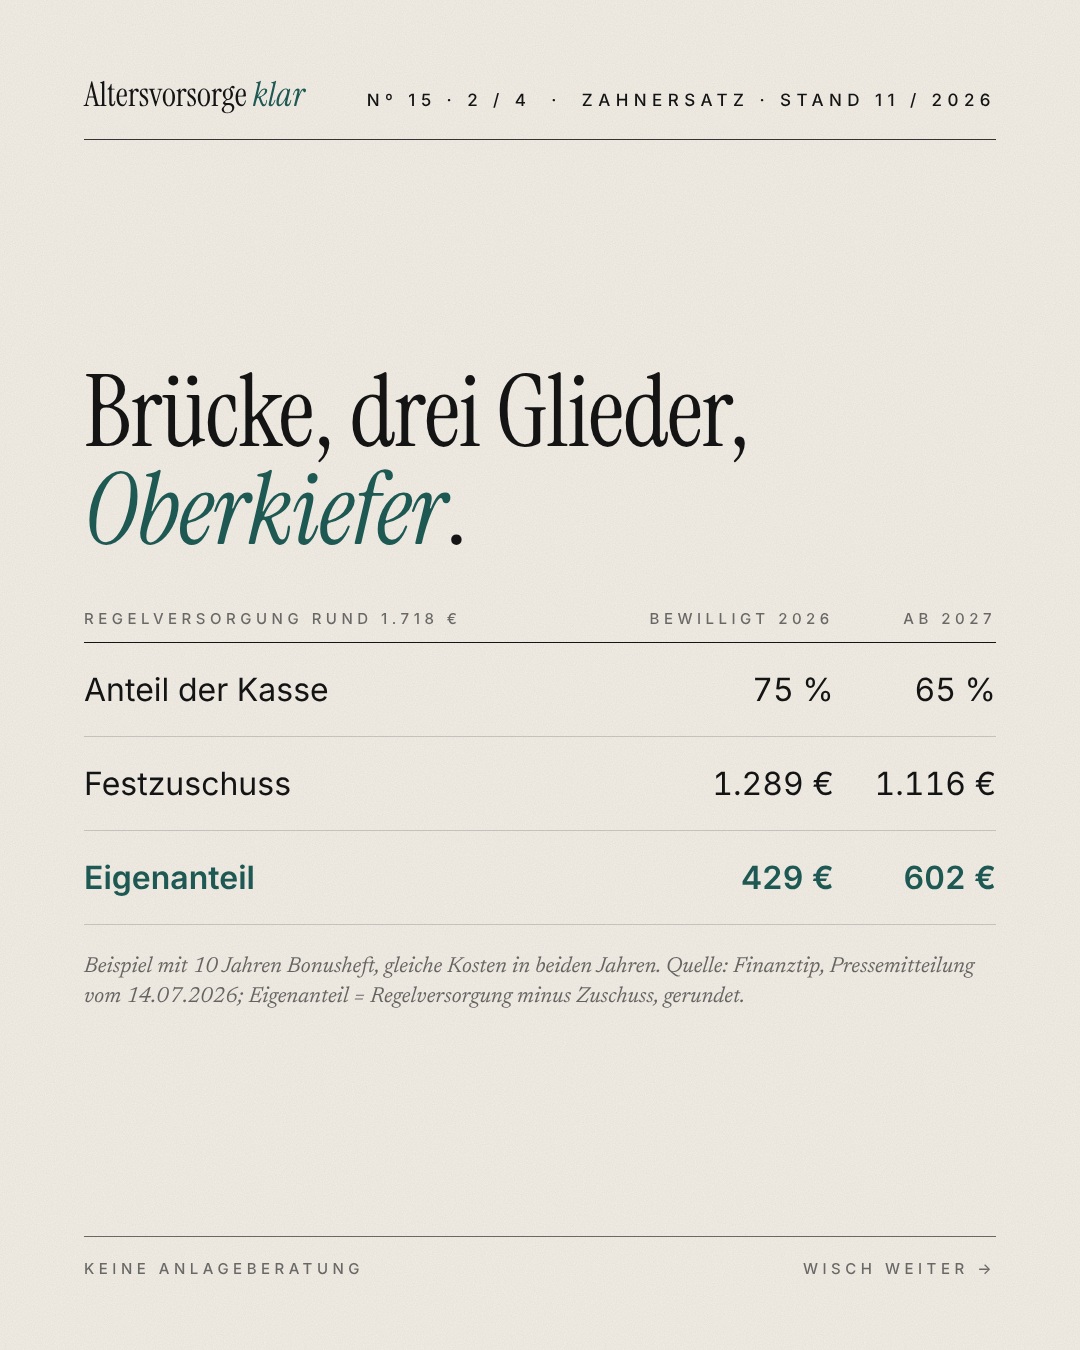 Altersvorsorge klar
Nº 15 · 2 / 4 · ZAHNERSATZ · STAND 11 / 2026
Brücke, drei Glieder,
Oberkiefer.
REGELVERSORGUNG RUND 1.718 € BEWILLIGT 2026 AB 2027
Anteil der Kasse 75 % 65 %
Festzuschuss 1.289 € 1.116 €
Eigenanteil 429 € 602 €
Beispiel mit 10 Jahren Bonusheft, gleiche Kosten in beiden Jahren. Quelle: Finanztip, Pressemitteilung
vom 14.07.2026; Eigenanteil = Regelversorgung minus Zuschuss, gerundet.
KEINE ANLAGEBERATUNG
WISCH WEITER →